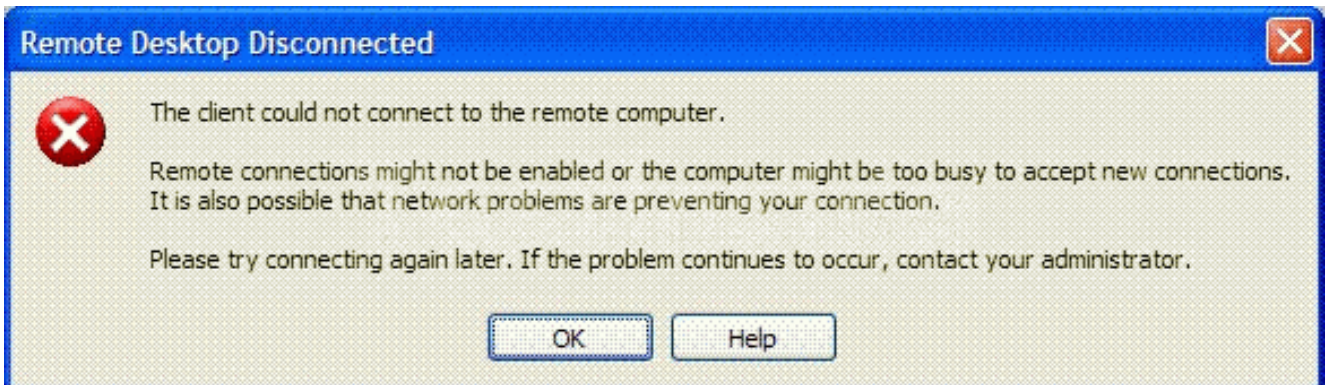 Remote Desktop Disconnected
The client could not connect to the remote computer.
Remote connections might not be enabled or the computer might be too busy to accept new connections.
It is also possible that network problems are preventing your connection.
Please try connecting again later. If the problem continues to occur, contact your administrator.
OK
Help